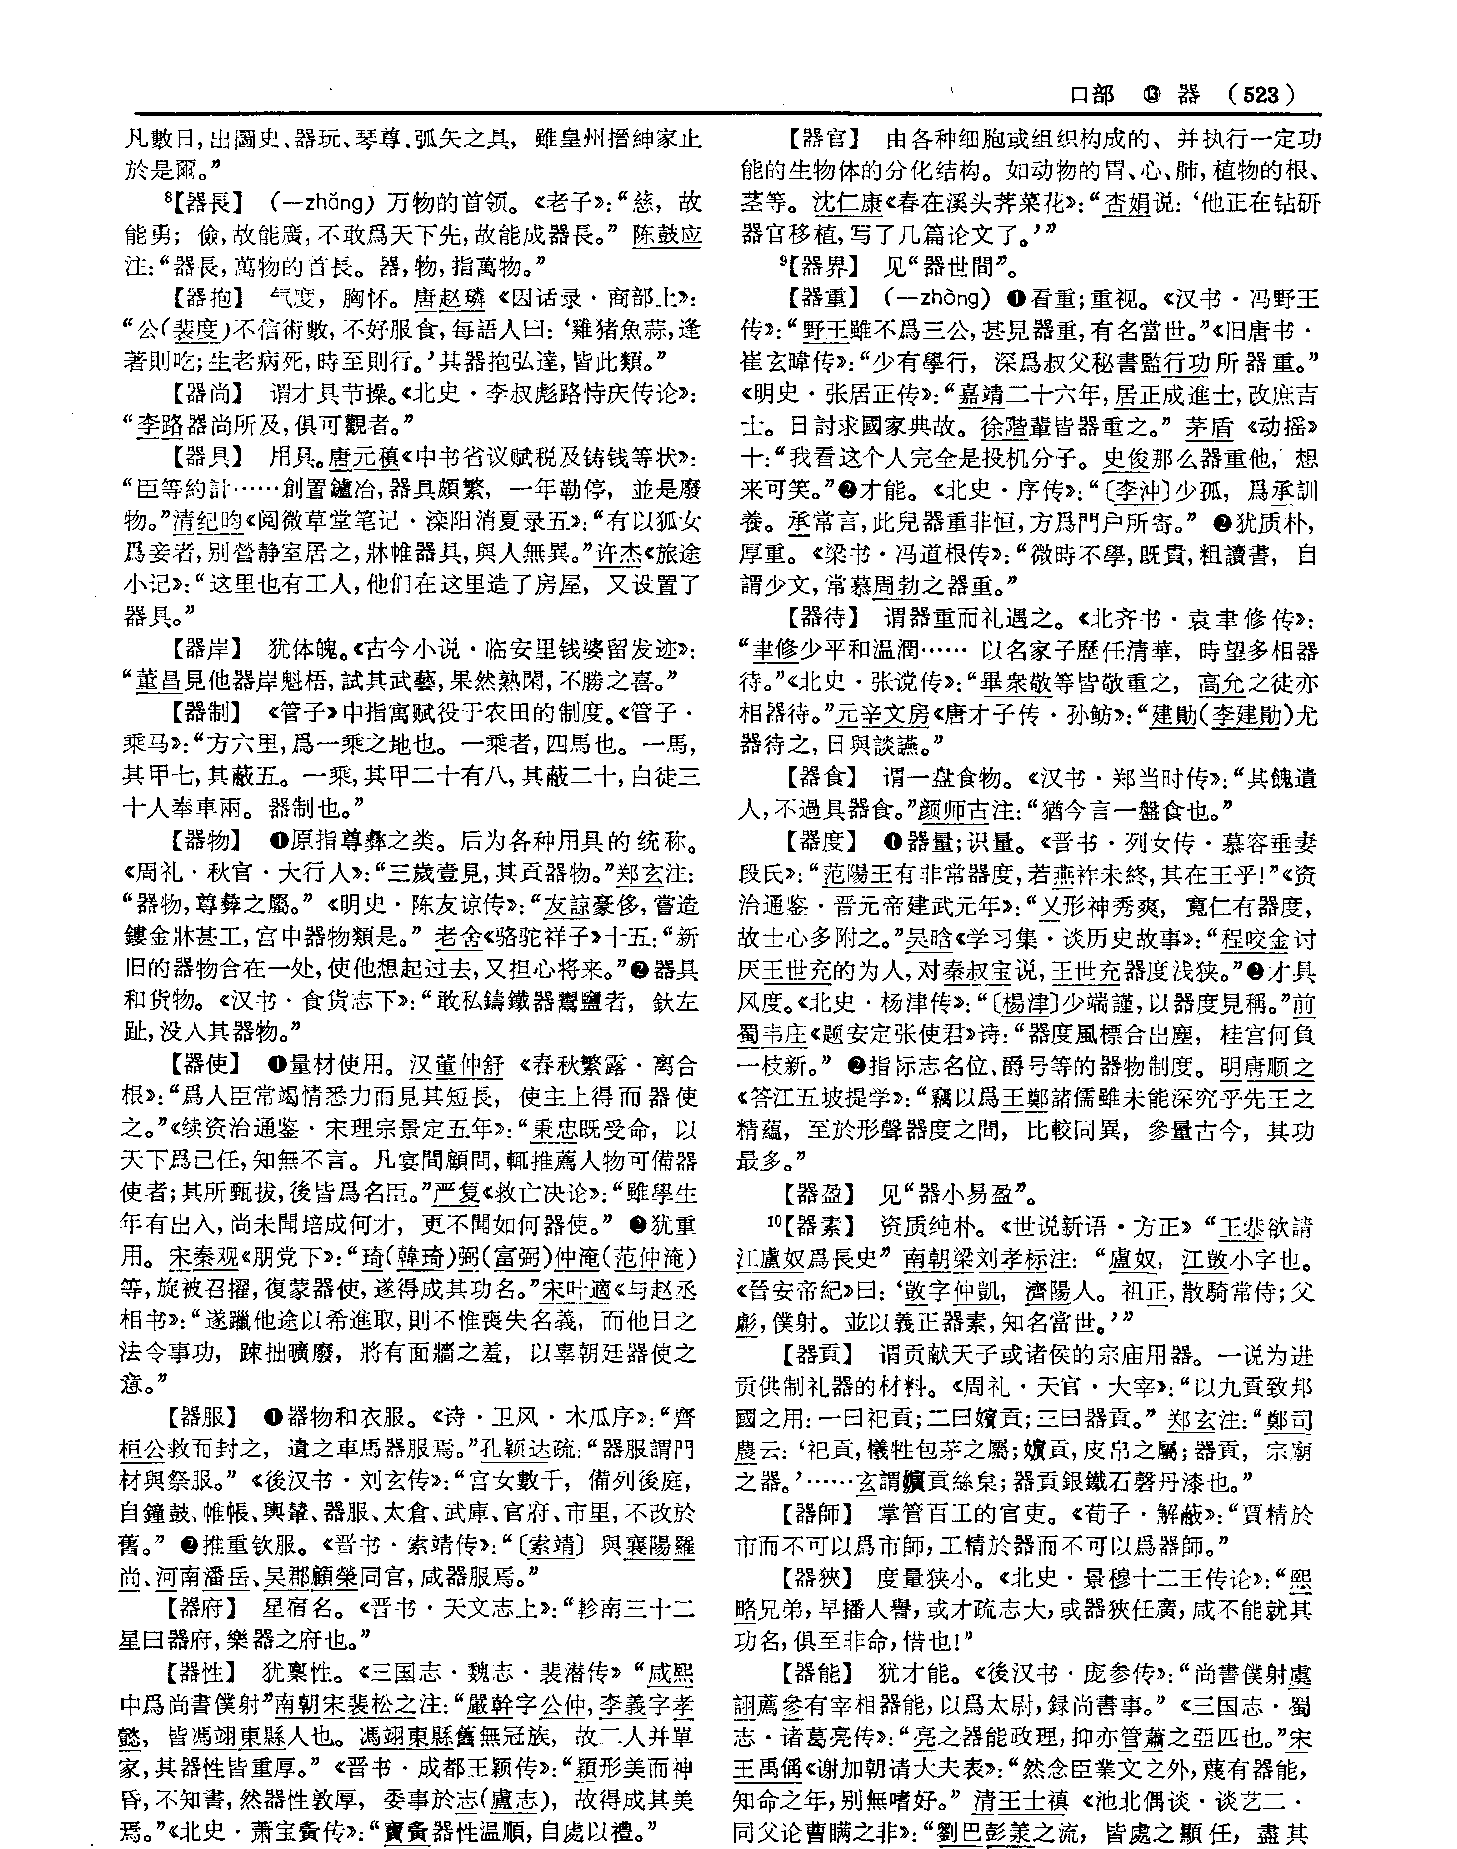 口部 ⑬ 器 (523)
凡數日,出圖史、器玩、琴尊、弧矢之具,雖皇州搢紳家止
於是爾。”
⁸【器長】 (—zhǎng) 万物的首领。《老子》:“慈,故
能勇;儉,故能廣,不敢爲天下先,故能成器長。” 陈鼓应
注:“器長,萬物的首長。器,物,指萬物。”
【器抱】 气度,胸怀。唐赵璘《因话录·商部上》:
“公(裴度)不信術數,不好服食,每語人曰:‘雞猪魚蒜,逢
著則吃;生老病死,時至則行。’其器抱弘達,皆此類。”
【器尚】 谓才具节操。《北史·李叔彪路恃庆传论》:
“李路器尚所及,俱可觀者。”
【器具】 用具。唐元稹《中书省议赋税及铸钱等状》:
“臣等約計……創置鑪冶,器具頗繁,一年勒停,並是廢
物。”清纪昀《阅微草堂笔记·滦阳消夏录五》:“有以狐女
爲妾者,别營静室居之,牀帷器具,與人無異。”许杰《旅途
小记》:“这里也有工人,他们在这里造了房屋,又设置了
器具。”
【器岸】 犹体魄。《古今小说·临安里钱婆留发迹》:
“董昌見他器岸魁梧,試其武藝,果然熟閑,不勝之喜。”
【器制】 《管子》中指寓赋役于农田的制度。《管子·
乘马》:“方六里,爲一乘之地也。一乘者,四馬也。一馬,
其甲七,其蔽五。一乘,其甲二十有八,其蔽二十,白徒三
十人奉車兩。器制也。”
【器物】 ❶原指尊彝之类。后为各种用具的统称。
《周礼·秋官·大行人》:“三歲壹見,其貢器物。”郑玄注:
“器物,尊彝之屬。” 《明史·陈友谅传》:“友諒豪侈,嘗造
鏤金牀甚工,宫中器物類是。” 老舍《骆驼祥子》十五:“新
旧的器物合在一处,使他想起过去,又担心将来。”❷器具
和货物。《汉书·食货志下》:“敢私鑄鐵器鬻鹽者,釱左
趾,没入其器物。”
【器使】 ❶量材使用。汉董仲舒《春秋繁露·离合
根》:“爲人臣常竭情悉力而見其短長,使主上得而器使
之。”《续资治通鉴·宋理宗景定五年》:“秉忠既受命,以
天下爲己任,知無不言。凡宴間顧問,輒推薦人物可備器
使者;其所甄拔,後皆爲名臣。”严复《救亡决论》:“雖學生
年有出入,尚未聞培成何才,更不聞如何器使。” ❷犹重
用。宋秦观《朋党下》:“琦(韓琦)弼(富弼)仲淹(范仲淹)
等,旋被召擢,復蒙器使,遂得成其功名。”宋叶適《与赵丞
相书》:“遂躐他途以希進取,則不惟喪失名義,而他日之
法令事功,踈拙曠廢,將有面牆之羞,以辜朝廷器使之
意。”
【器服】 ❶器物和衣服。《诗·卫风·木瓜序》:“齊
桓公救而封之,遺之車馬器服焉。”孔颖达疏:“器服謂門
材與祭服。” 《後汉书·刘玄传》:“宫女數千,備列後庭,
自鐘鼓、帷帳、輿輦、器服、太倉、武庫、官府、市里,不改於
舊。” ❷推重钦服。《晋书·索靖传》:“〔索靖〕與襄陽羅
尚、河南潘岳、吴郡顧榮同官,咸器服焉。”
【器府】 星宿名。《晋书·天文志上》:“軫南三十二
星曰器府,樂器之府也。”
【器性】 犹禀性。《三国志·魏志·裴潜传》“咸熙
中爲尚書僕射”南朝宋裴松之注:“嚴幹字公仲,李義字孝
懿,皆馮翊東縣人也。馮翊東縣舊無冠族,故二人并單
家,其器性皆重厚。” 《晋书·成都王颖传》:“穎形美而神
昏,不知書,然器性敦厚,委事於志(盧志),故得成其美
焉。”《北史·萧宝夤传》:“寶夤器性温順,自處以禮。”
【器官】 由各种细胞或组织构成的、并执行一定功
能的生物体的分化结构。如动物的胃、心、肺,植物的根、
茎等。沈仁康《春在溪头荠菜花》:“杏娟说:‘他正在钻研
器官移植,写了几篇论文了。’”
⁹【器界】 见“器世間”。
【器重】 (—zhòng) ❶看重;重视。《汉书·冯野王
传》:“野王雖不爲三公,甚見器重,有名當世。”《旧唐书·
崔玄暐传》:“少有學行,深爲叔父秘書監行功所器重。”
《明史·张居正传》:“嘉靖二十六年,居正成進士,改庶吉
士。日討求國家典故。徐階輩皆器重之。” 茅盾《动摇》
十:“我看这个人完全是投机分子。史俊那么器重他,想
来可笑。”❷才能。《北史·序传》:“〔李沖〕少孤,爲承訓
養。承常言,此兒器重非恒,方爲門户所寄。” ❷犹质朴,
厚重。《梁书·冯道根传》:“微時不學,既貴,粗讀書,自
謂少文,常慕周勃之器重。”
【器待】 谓器重而礼遇之。《北齐书·袁聿修传》:
“聿修少平和温潤……以名家子歷任清華,時望多相器
待。”《北史·张谠传》:“畢衆敬等皆敬重之,高允之徒亦
相器待。”元辛文房《唐才子传·孙鲂》:“建勛(李建勛)尤
器待之,日與談讌。”
【器食】 谓一盘食物。《汉书·郑当时传》:“其餽遺
人,不過具器食。”颜师古注:“猶今言一盤食也。”
【器度】 ❶器量;识量。《晋书·列女传·慕容垂妻
段氏》:“范陽王有非常器度,若燕祚未終,其在王乎!”《资
治通鉴·晋元帝建武元年》:“乂形神秀爽,寬仁有器度,
故士心多附之。”吴晗《学习集·谈历史故事》:“程咬金讨
厌王世充的为人,对秦叔宝说,王世充器度浅狭。”❷才具
风度。《北史·杨津传》:“〔楊津〕少端謹,以器度見稱。”前
蜀韦庄《题安定张使君》诗:“器度風標合出塵,桂宫何負
一枝新。” ❷指标志名位、爵号等的器物制度。明唐顺之
《答江五坡提学》:“竊以爲王鄭諸儒雖未能深究乎先王之
精藴,至於形聲器度之間,比較同異,參量古今,其功
最多。”
【器盈】 见“器小易盈”。
¹⁰【器素】 资质纯朴。《世说新语·方正》“王恭欲請
江盧奴爲長史” 南朝梁刘孝标注:“盧奴,江敳小字也。
《晉安帝紀》曰:‘敳字仲凱,濟陽人。祖正,散騎常侍;父
彪,僕射。並以義正器素,知名當世。’”
【器貢】 谓贡献天子或诸侯的宗庙用器。一说为进
贡供制礼器的材料。《周礼·天官·大宰》:“以九貢致邦
國之用:一曰祀貢;二曰嬪貢;三曰器貢。” 郑玄注:“鄭司
農云:‘祀貢,犧牲包茅之屬;嬪貢,皮帛之屬;器貢,宗廟
之器。’……玄謂嬪貢絲枲;器貢銀鐵石磬丹漆也。”
【器師】 掌管百工的官吏。《荀子·解蔽》:“賈精於
市而不可以爲市師,工精於器而不可以爲器師。”
【器狹】 度量狭小。《北史·景穆十二王传论》:“熙
略兄弟,早播人譽,或才疏志大,或器狹任廣,咸不能就其
功名,俱至非命,惜也!”
【器能】 犹才能。《後汉书·庞参传》:“尚書僕射虞
詡薦參有宰相器能,以爲太尉,録尚書事。” 《三国志·蜀
志·诸葛亮传》:“亮之器能政理,抑亦管蕭之亞匹也。”宋
王禹偁《谢加朝请大夫表》:“然念臣業文之外,蔑有器能,
知命之年,别無嗜好。” 清王士禛《池北偶谈·谈艺二·
同父论曹瞒之非》:“劉巴彭羕之流,皆處之顯任,盡其